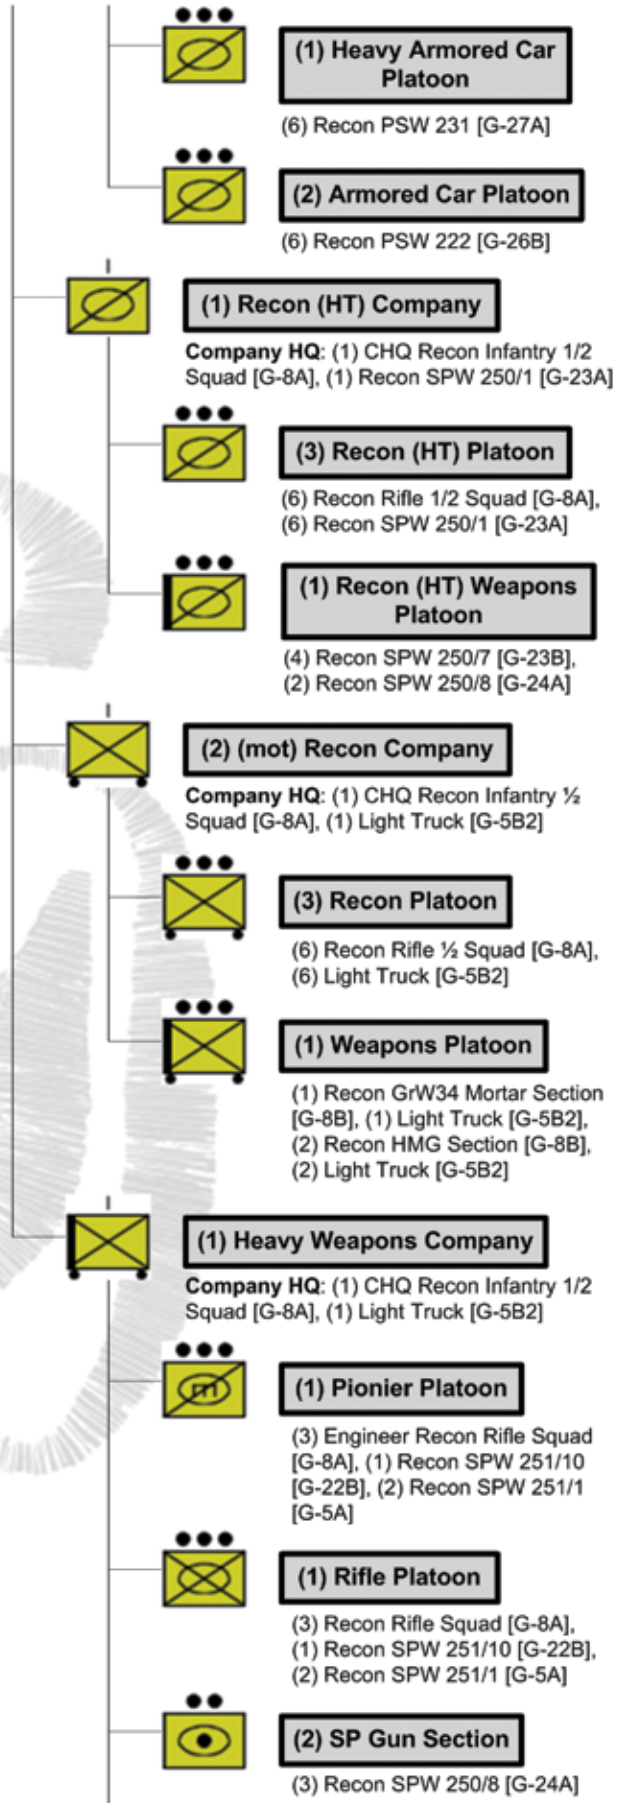 (1) Heavy Armored Car
Platoon
(6) Recon PSW 231 [G-27A]
(2) Armored Car Platoon
(6) Recon PSW 222 [G-26B]
(1) Recon (HT) Company
Company HQ: (1) CHQ Recon Infantry 1/2
Squad [G-8A], (1) Recon SPW 250/1 [G-23A]
(3) Recon (HT) Platoon
(6) Recon Rifle 1/2 Squad [G-8A],
(6) Recon SPW 250/1 [G-23A]
(1) Recon (HT) Weapons
Platoon
(4) Recon SPW 250/7 [G-23B],
(2) Recon SPW 250/8 [G-24A]
(2) (mot) Recon Company
Company HQ: (1) CHQ Recon Infantry ½
Squad [G-8A], (1) Light Truck [G-5B2]
(3) Recon Platoon
(6) Recon Rifle ½ Squad [G-8A],
(6) Light Truck [G-5B2]
(1) Weapons Platoon
(1) Recon GrW34 Mortar Section
[G-8B], (1) Light Truck [G-5B2],
(2) Recon HMG Section [G-8B],
(2) Light Truck [G-5B2]
(1) Heavy Weapons Company
Company HQ: (1) CHQ Recon Infantry 1/2
Squad [G-8A], (1) Light Truck [G-5B2]
(1) Pionier Platoon
(3) Engineer Recon Rifle Squad
[G-8A], (1) Recon SPW 251/10
[G-22B], (2) Recon SPW 251/1
[G-5A]
(1) Rifle Platoon
(3) Recon Rifle Squad [G-8A],
(1) Recon SPW 251/10 [G-22B],
(2) Recon SPW 251/1 [G-5A]
(2) SP Gun Section
(3) Recon SPW 250/8 [G-24A]